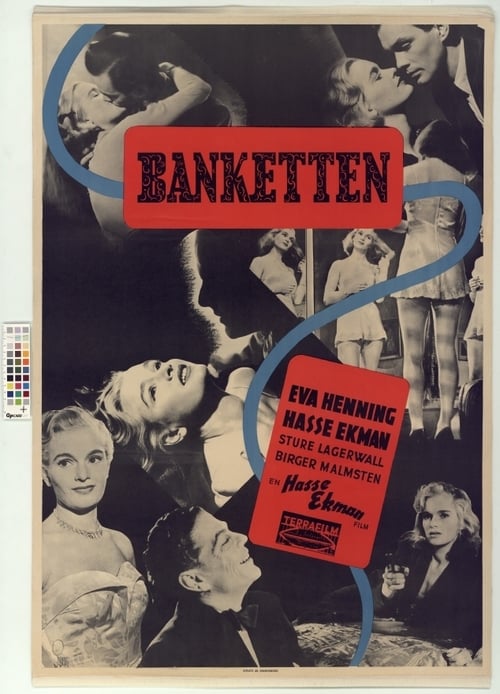 BANKETTEN
EVA HENNING
HASSE EKMAN
STURE LAGERWALL
BIRGER MALMSTEN
EN Hasse
Ekman
FILM
TERRAFILM